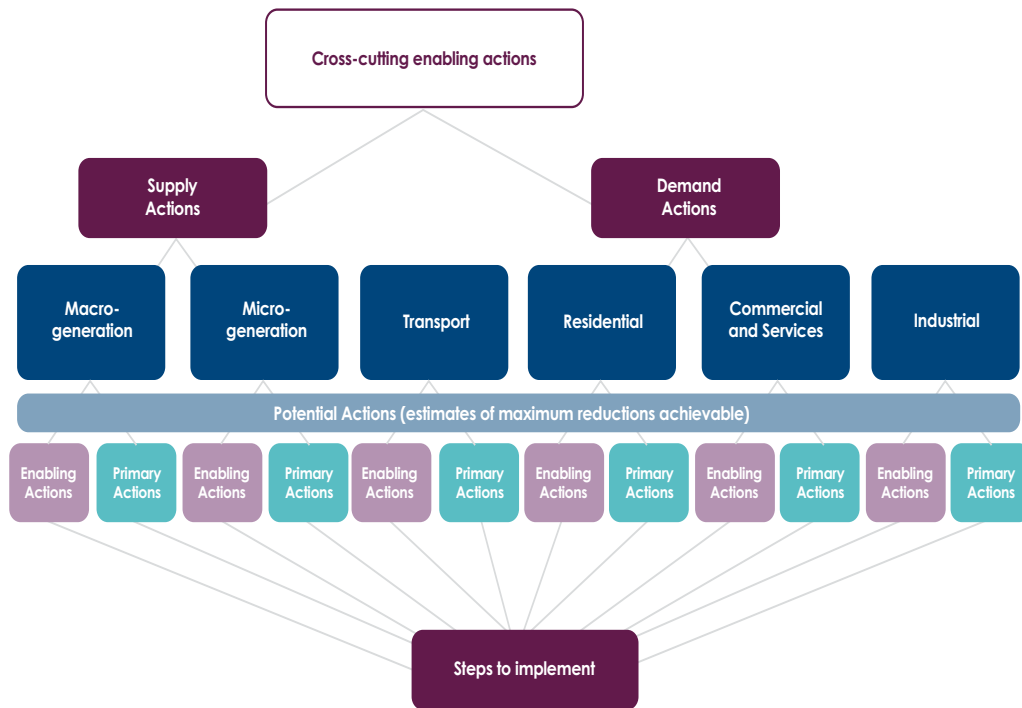 Cross-cutting enabling actions
Supply
Actions
Demand
Actions
Macro-
generation
Micro-
generation
Transport
Residential
Commercial
and Services
Industrial
Potential Actions (estimates of maximum reductions achievable)
Enabling
Actions
Primary
Actions
Enabling
Actions
Primary
Actions
Enabling
Actions
Primary
Actions
Enabling
Actions
Primary
Actions
Enabling
Actions
Primary
Actions
Enabling
Actions
Primary
Actions
Steps to implement